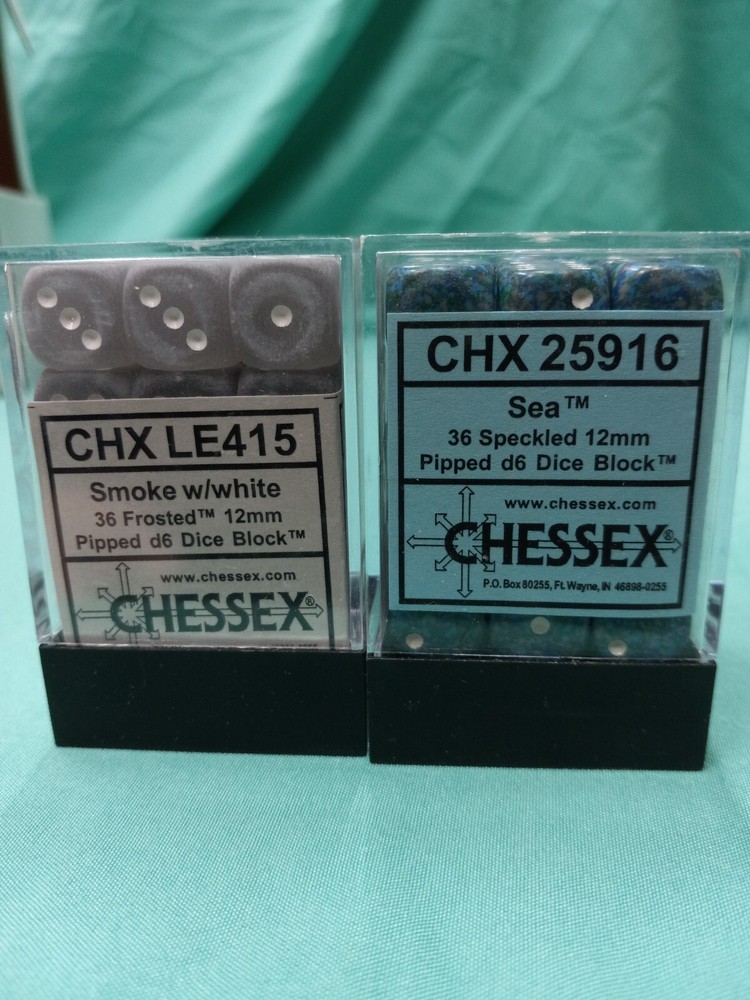 CHX LE415
Smoke w/white
36 Frosted™ 12mm
Pipped d6 Dice Block™
www.chessex.com
CHESSEX®
CHX 25916
Sea™
36 Speckled 12mm
Pipped d6 Dice Block™
www.chessex.com
CHESSEX®
P.O. Box 80255, Ft. Wayne, IN 46898-0255